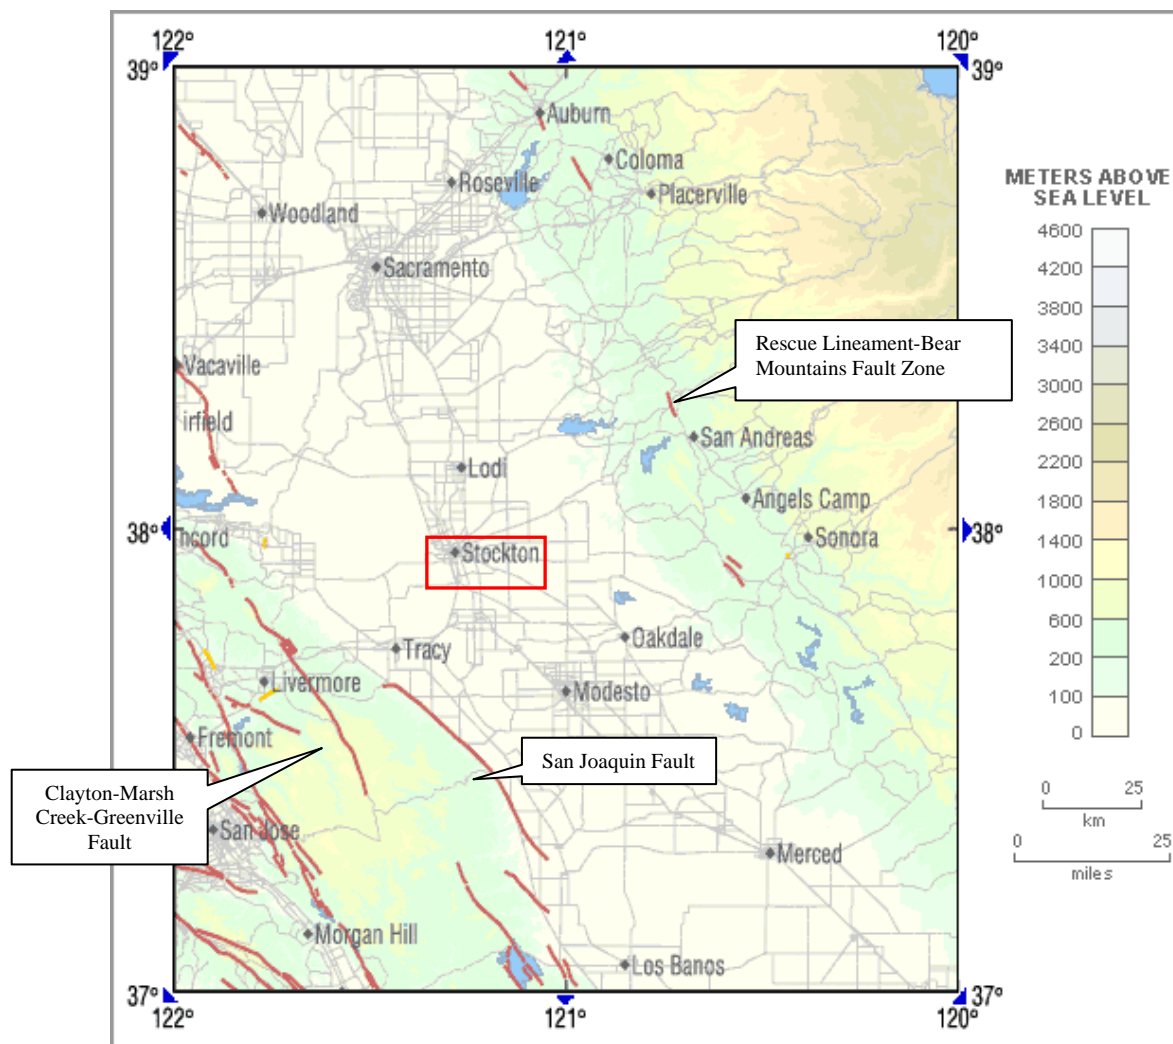 122°
121°
120°
39°
39°
Auburn
Coloma
Roseville
Placerville
Woodland
Sacramento
METERS ABOVE
SEA LEVEL
4600
4200
3800
3400
3000
2600
2200
1800
1400
1000
600
200
100
0
Rescue Lineament-Bear
Mountains Fault Zone
Vacaville
irfield
San Andreas
Lodi
Angels Camp
38°
38°
hcord
Sonora
Stockton
Oakdale
Tracy
Livermore
Modesto
Fremont
San Joaquin Fault
Clayton-Marsh
Creek-Greenville
Fault
San Jose
Merced
0 25
km
0 25
miles
Morgan Hill
Los Banos
37°
37°
122°
121°
120°